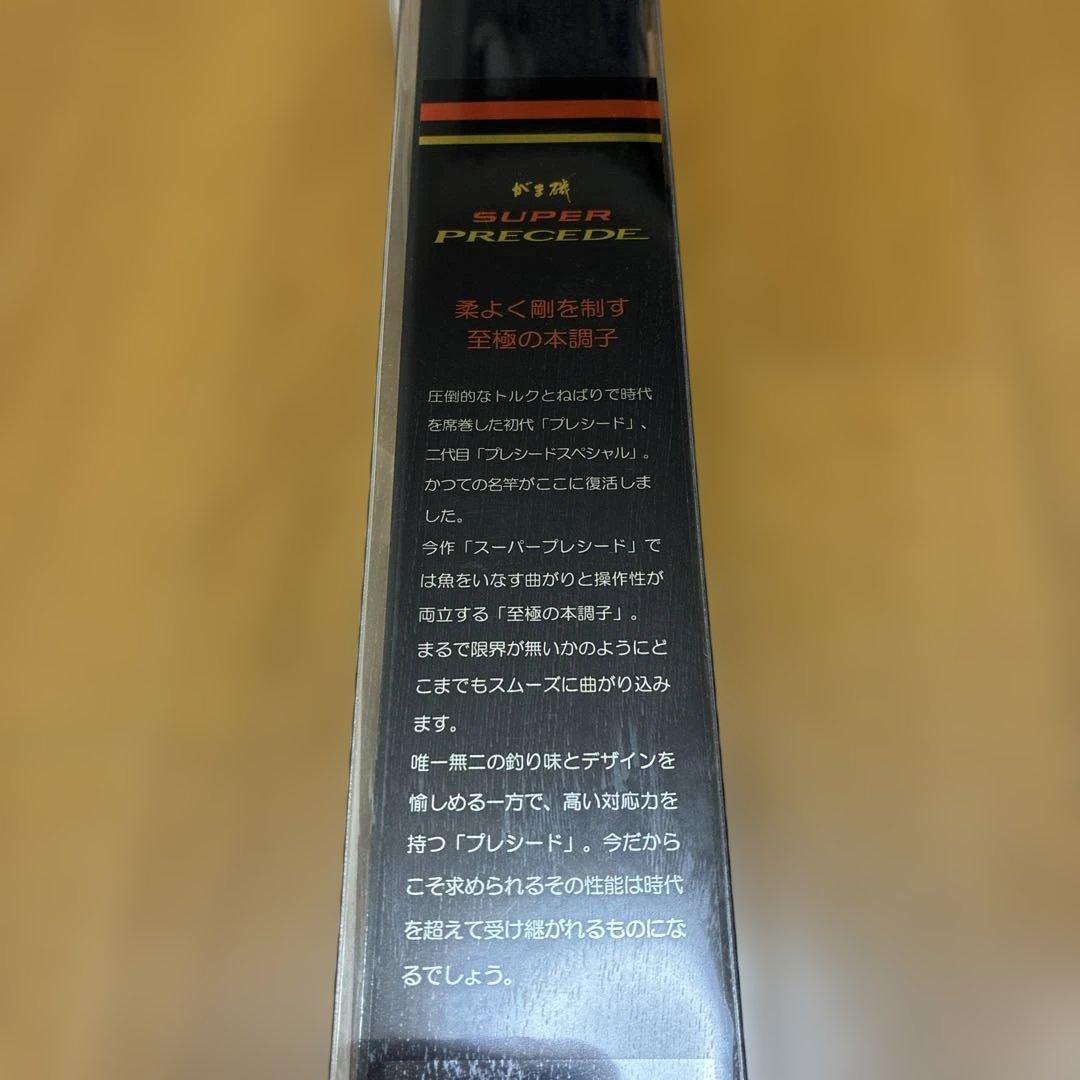 がま磯
SUPER
PRECEDE
柔よく剛を制す
至極の本調子
圧倒的なトルクとねばりで時代
を席巻した初代「プレシード」、
二代目「プレシードスペシャル」。
かつての名竿がここに復活しま
した。
今作「スーパープレシード」で
は魚をいなす曲がりと操作性が
両立する「至極の本調子」。
まるで限界が無いかのようにど
こまでもスムーズに曲がり込み
ます。
唯一無二の釣り味とデザインを
愉しめる一方で、高い対応力を
持つ「プレシード」。今だから
こそ求められるその性能は時代
を超えて受け継がれるものにな
るでしょう。